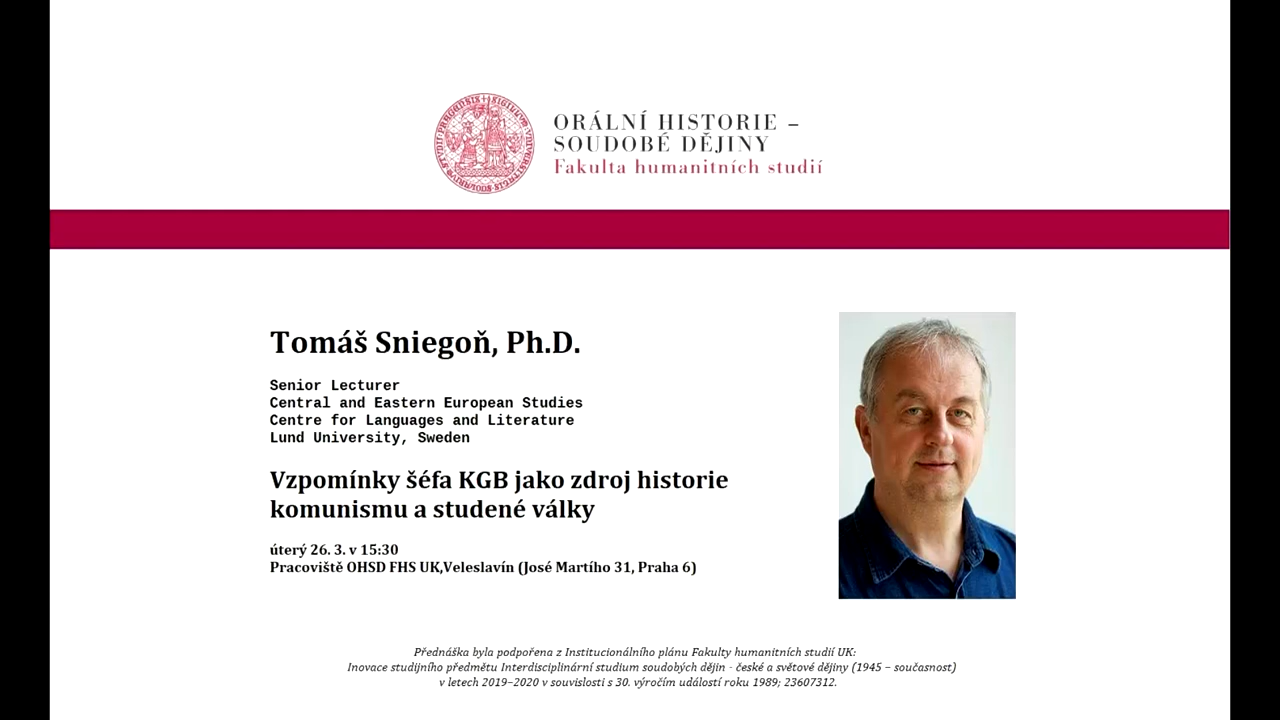 ORÁLNÍ HISTORIE –
SOUDOBÉ DĚJINY
Fakulta humanitních studií
Tomáš Sniegoň, Ph.D.
Senior Lecturer
Central and Eastern European Studies
Centre for Languages and Literature
Lund University, Sweden
Vzpomínky šéfa KGB jako zdroj historie
komunismu a studené války
úterý 26. 3. v 15:30
Pracoviště OHSD FHS UK,Veleslavín (José Martího 31, Praha 6)
Přednáška byla podpořena z Institucionálního plánu Fakulty humanitních studií UK:
Inovace studijního předmětu Interdisciplinární studium soudobých dějin - české a světové dějiny (1945 – současnost)
v letech 2019–2020 v souvislosti s 30. výročím událostí roku 1989; 23607312.